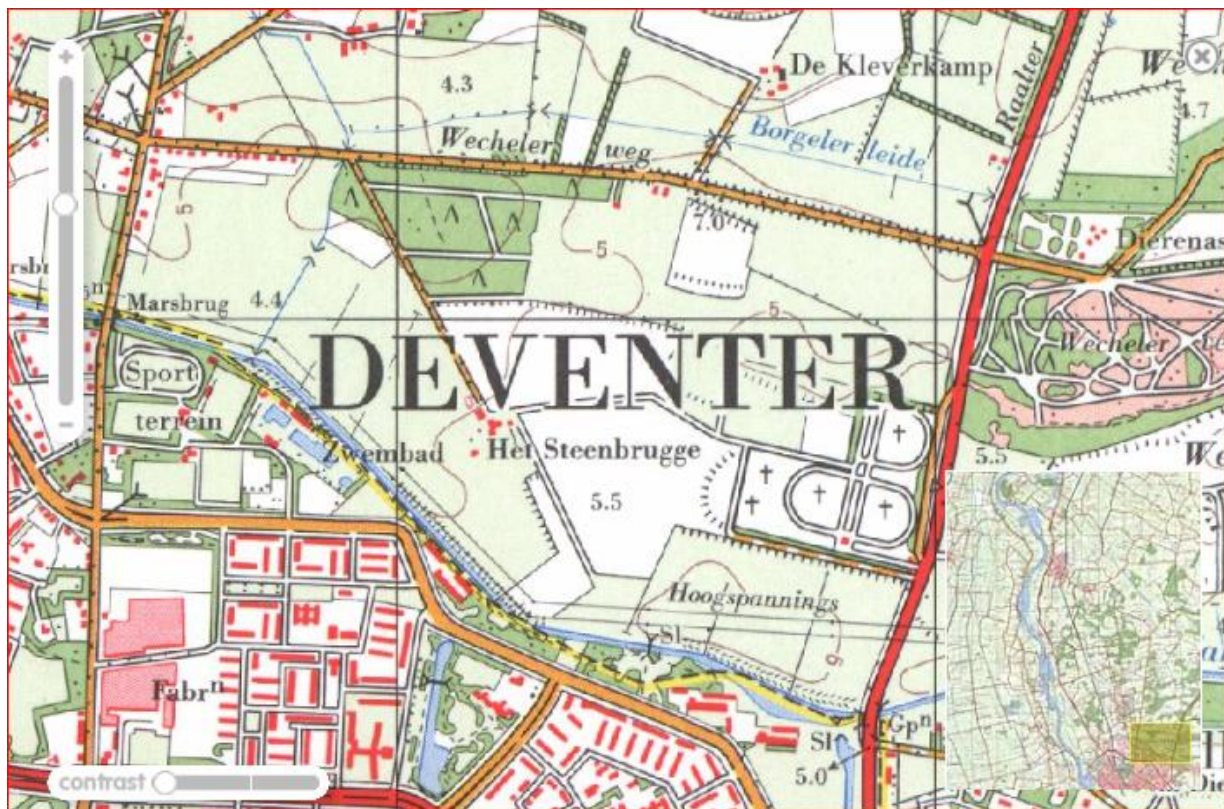 De Kleverkamp
We
4.3
Raalter
4.7
Wecheler weg
Borgeler leide
5
7.0
5
Dierenas
Marsbrug
4.4
5
DEVENTER
Wecheler
Sport
terrein
Zwembad
Het Steenbrugge
5.5
We
5.5
Hoogspannings
Sl.
Fabrn
Sl
Gpn
5.0
contrast